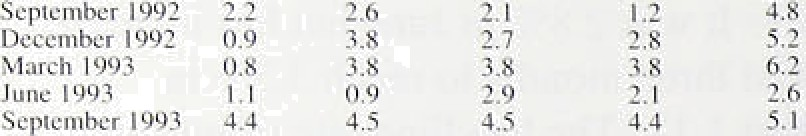 September 1992 2.2 2.6 2.1 1.2 4.8
December 1992 0.9 3.8 2.7 2.8 5.2
March 1993 0.8 3.8 3.8 3.8 6.2
June 1993 1.1 0.9 2.9 2.1 2.6
September 1993 4.4 4.5 4.5 4.4 5.1